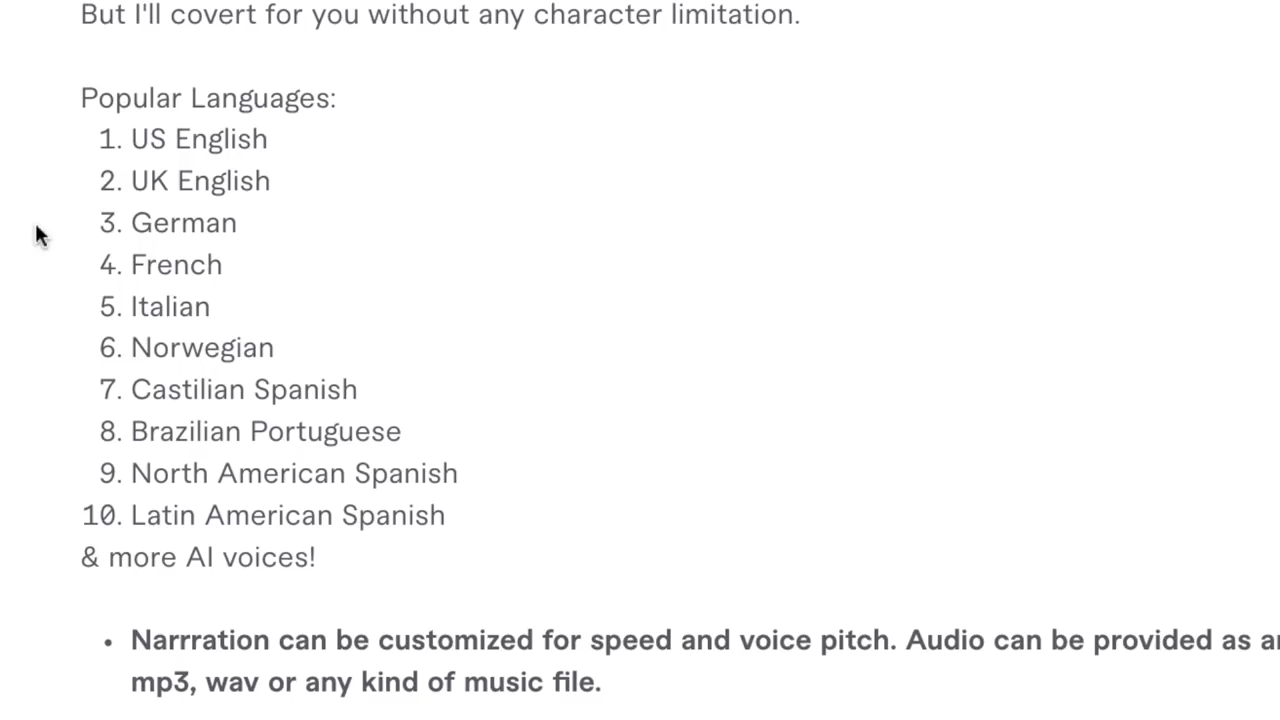 But I'll covert for you without any character limitation.
Popular Languages:
1. US English
2. UK English
3. German
4. French
5. Italian
6. Norwegian
7. Castilian Spanish
8. Brazilian Portuguese
9. North American Spanish
10. Latin American Spanish
& more AI voices!
• Narrration can be customized for speed and voice pitch. Audio can be provided as
mp3, wav or any kind of music file.